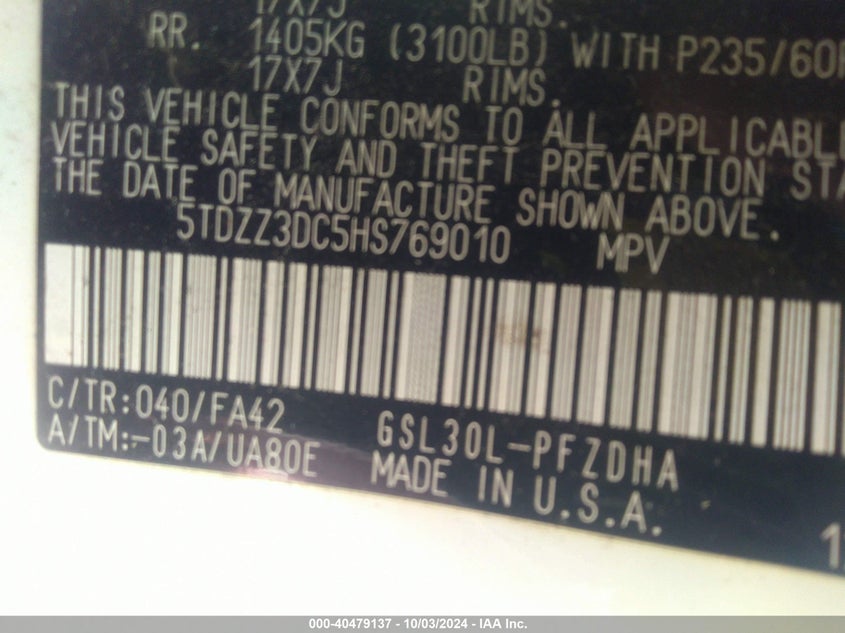 17X7J RIMS.
RR. 1405KG (3100LB) WITH P235/60
17X7J RIMS.
THIS VEHICLE CONFORMS TO ALL APPLICABLE
VEHICLE SAFETY AND THEFT PREVENTION STA
THE DATE OF MANUFACTURE SHOWN ABOVE.
5TDZZ3DC5HS769010 MPV
C/TR:040/FA42
A/TM:-03A/UA80E
GSL30L-PFZDHA
MADE IN U.S.A.
000-40479137 - 10/03/2024 - IAA Inc.